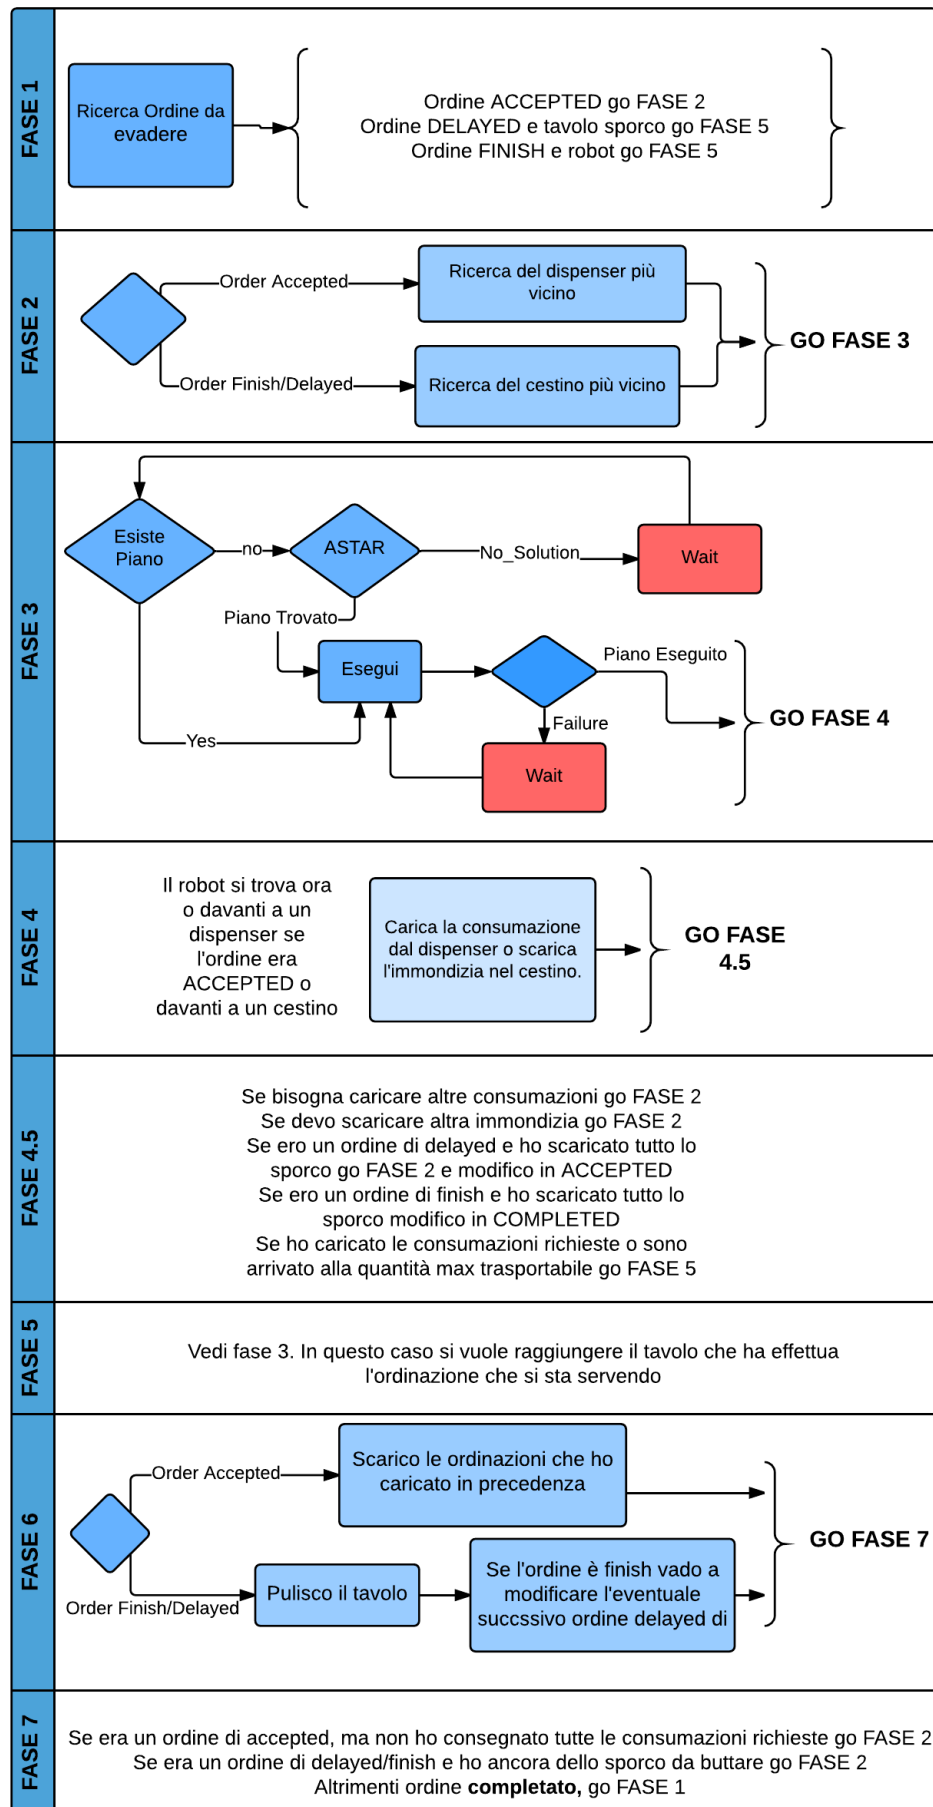 FASE 1
Ricerca Ordine da
evadere
Ordine ACCEPTED go FASE 2
Ordine DELAYED e tavolo sporco go FASE 5
Ordine FINISH e robot go FASE 5
FASE 2
Order Accepted
Ricerca del dispenser più
vicino
Order Finish/Delayed
Ricerca del cestino più vicino
GO FASE 3
FASE 3
Esiste
Piano
no
ASTAR
No_Solution
Wait
Piano Trovato
Esegui
Piano Eseguito
Failure
Wait
Yes
GO FASE 4
FASE 4
Il robot si trova ora
o davanti a un
dispenser se
l'ordine era
ACCEPTED o
davanti a un cestino
Carica la consumazione
dal dispenser o scarica
l'immondizia nel cestino.
GO FASE
4.5
FASE 4.5
Se bisogna caricare altre consumazioni go FASE 2
Se devo scaricare altra immondizia go FASE 2
Se ero un ordine di delayed e ho scaricato tutto lo
sporco go FASE 2 e modifico in ACCEPTED
Se ero un ordine di finish e ho scaricato tutto lo
sporco modifico in COMPLETED
Se ho caricato le consumazioni richieste o sono
arrivato alla quantità max trasportabile go FASE 5
FASE 5
Vedi fase 3. In questo caso si vuole raggiungere il tavolo che ha effettua
l'ordinazione che si sta servendo
FASE 6
Order Accepted
Scarico le ordinazioni che ho
caricato in precedenza
Order Finish/Delayed
Pulisco il tavolo
Se l'ordine è finish vado a
modificare l'eventuale
succssivo ordine delayed di
GO FASE 7
FASE 7
Se era un ordine di accepted, ma non ho consegnato tutte le consumazioni richieste go FASE 2
Se era un ordine di delayed/finish e ho ancora dello sporco da buttare go FASE 2
Altrimenti ordine completato, go FASE 1